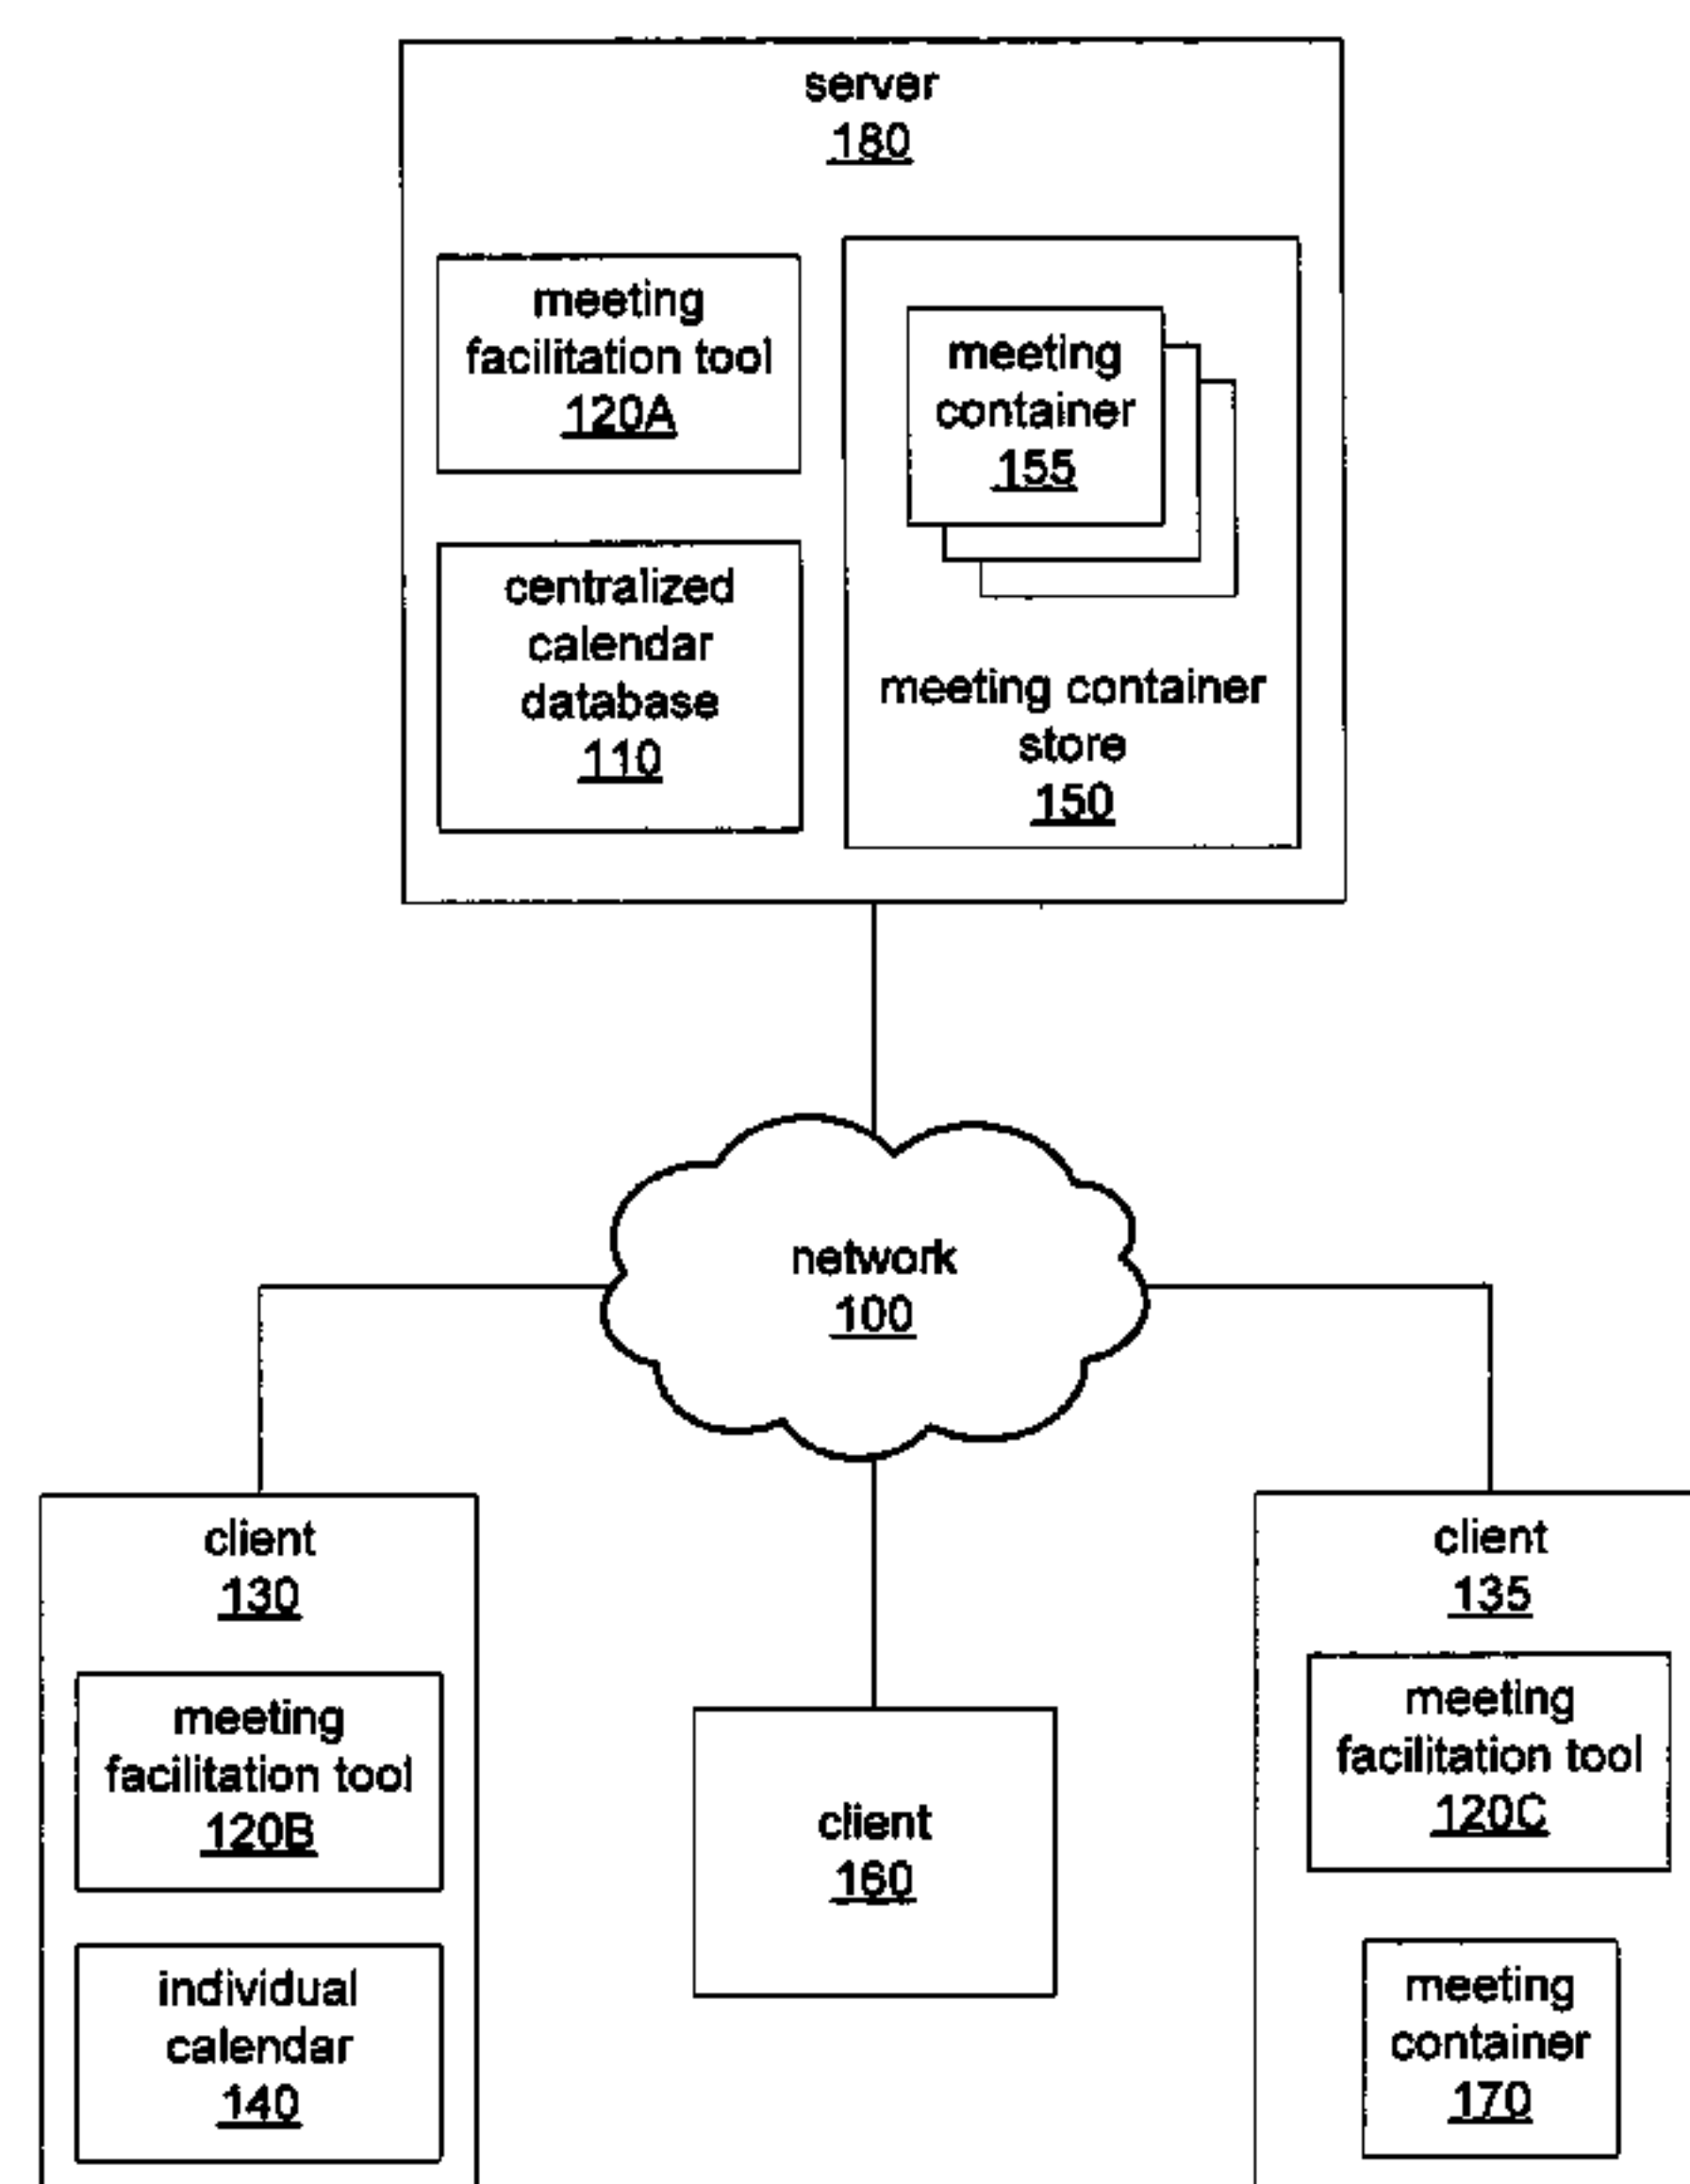 server
180
meeting
facilitation tool
120A
centralized
calendar
database
110
meeting
container
155
meeting container
store
150
network
100
client
130
meeting
facilitation tool
120B
individual
calendar
140
client
160
client
135
meeting
facilitation tool
120C
meeting
container
170